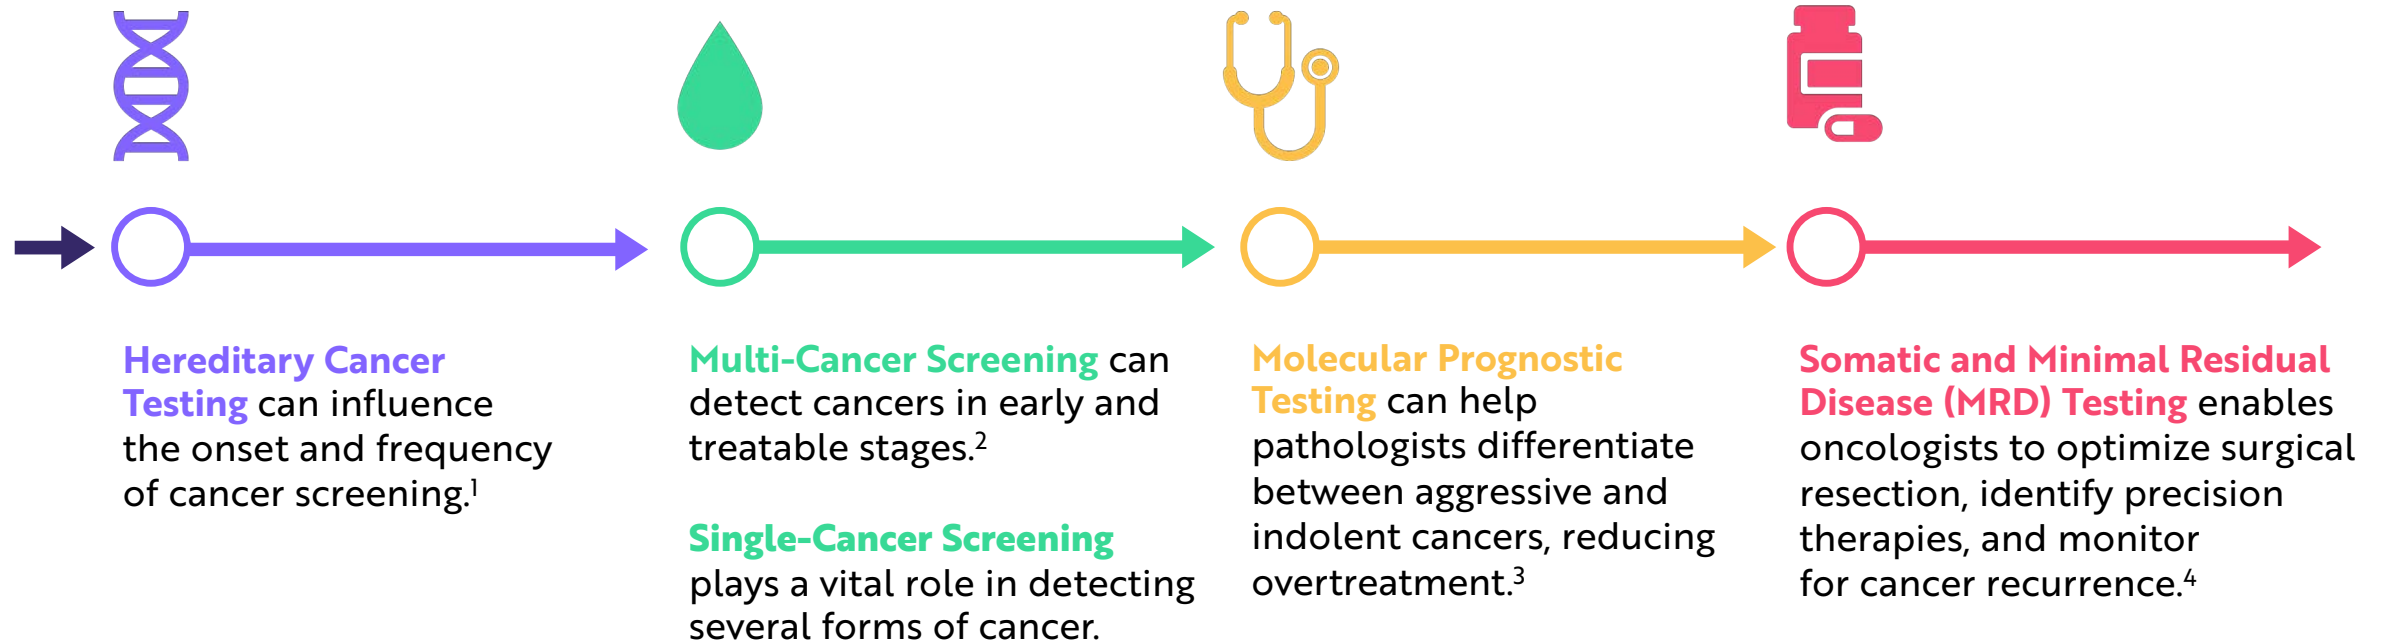 Hereditary Cancer
Testing can influence
the onset and frequency
of cancer screening.¹
Multi-Cancer Screening can
detect cancers in early and
treatable stages.²
Single-Cancer Screening
plays a vital role in detecting
several forms of cancer.
Molecular Prognostic
Testing can help
pathologists differentiate
between aggressive and
indolent cancers, reducing
overtreatment.³
Somatic and Minimal Residual
Disease (MRD) Testing enables
oncologists to optimize surgical
resection, identify precision
therapies, and monitor
for cancer recurrence.⁴